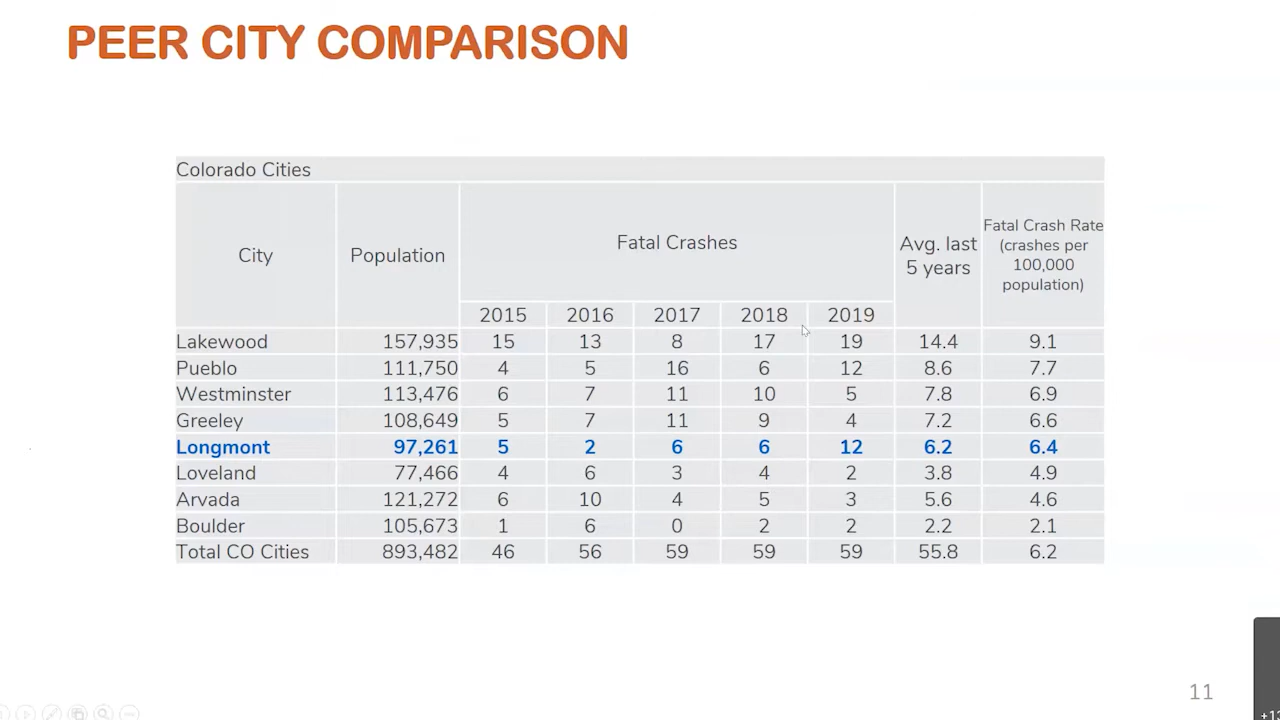 PEER CITY COMPARISON
Colorado Cities
City Population Fatal Crashes Avg. last 5 years Fatal Crash Rate (crashes per 100,000 population)
2015 2016 2017 2018 2019
Lakewood 157,935 15 13 8 17 19 14.4 9.1
Pueblo 111,750 4 5 16 6 12 8.6 7.7
Westminster 113,476 6 7 11 10 5 7.8 6.9
Greeley 108,649 5 7 11 9 4 7.2 6.6
Longmont 97,261 5 2 6 6 12 6.2 6.4
Loveland 77,466 4 6 3 4 2 3.8 4.9
Arvada 121,272 6 10 4 5 3 5.6 4.6
Boulder 105,673 1 6 0 2 2 2.2 2.1
Total CO Cities 893,482 46 56 59 59 59 55.8 6.2
11